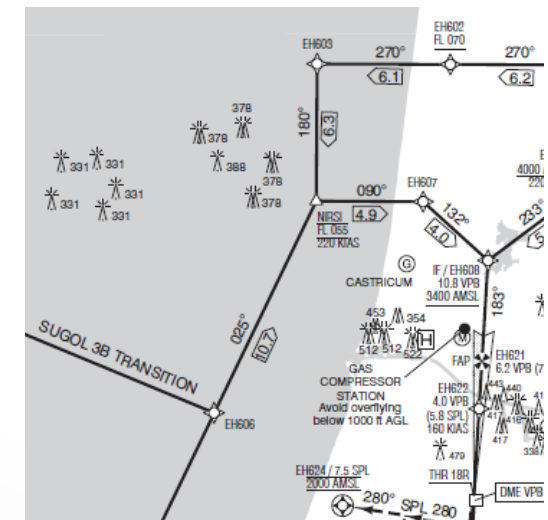 EH602
FL 070
EH603
270°
270°
6.1
6.2
180°
6.3
378
378
388
378
378
331
331
331
331
331
090°
4.9
EH607
NIRSI
FL 055
220 KIAS
132°
4.0
233°
4000
220
G
CASTRICUM
IF / EH608
10.8 VPB
3400 AMSL
183°
025°
10.7
SUGOL 3B TRANSITION
EH606
453
354
512
512
522
H
M
GAS
COMPRESSOR
STATION
Avoid overflying
below 1000 ft AGL
FAP
EH621
6.2 VPB (7
EH622
4.0 VPB
(5.8 SPL)
160 KIAS
443
440
417
417
479
THR 18R
DME VPB
EH624 / 7.5 SPL
2000 AMSL
280°
SPL 280